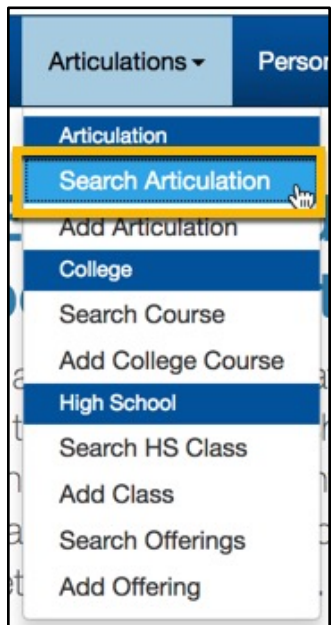 Articulations Person
Articulation
Search Articulation
Add Articulation
College
Search Course
Add College Course
High School
Search HS Class
Add Class
Search Offerings
Add Offering